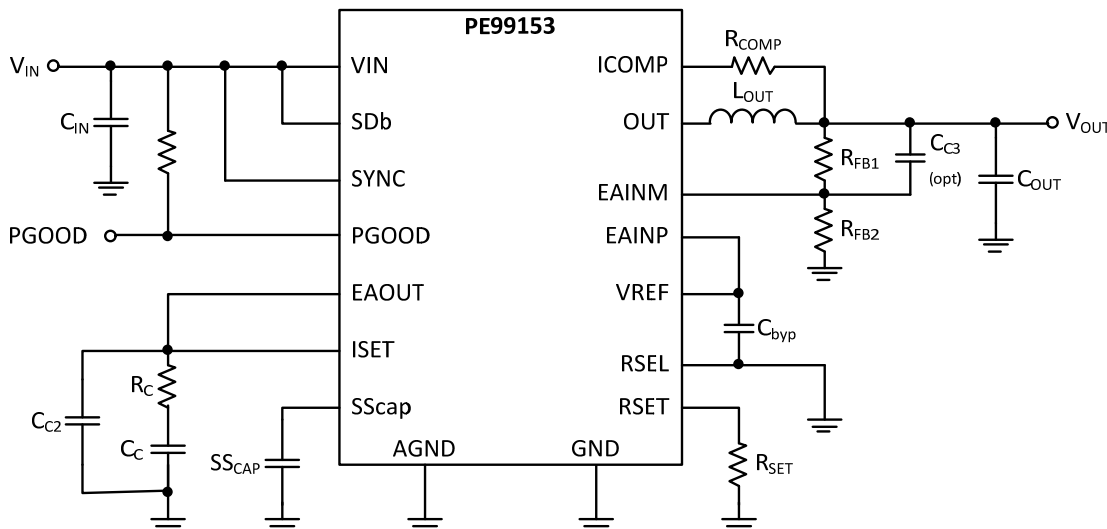 PE99153
VIN
CIN
PGOOD
RC
CC2
CC
SSCAP
VIN
SDb
SYNC
PGOOD
EAOUT
ISET
SScap
AGND
GND
ICOMP
OUT
EAINM
EAINP
VREF
RSEL
RSET
RCOMP
LOUT
RFB1
CC3
(opt)
COUT
VOUT
RFB2
Cbyp
RSET